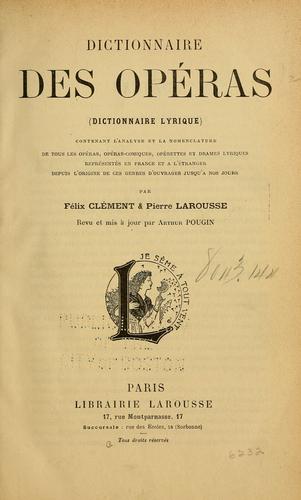 DICTIONNAIRE
DES OPÉRAS
(DICTIONNAIRE LYRIQUE)
CONTENANT L'ANALYSE ET LA NOMENCLATURE
DE TOUS LES OPÉRAS, OPÉRAS-COMIQUES, OPÉRETTES ET DRAMES LYRIQUES
REPRÉSENTÉS EN FRANCE ET A L'ÉTRANGER
DEPUIS L'ORIGINE DE CES GENRES D'OUVRAGES JUSQU'A NOS JOURS
PAR
Félix CLÉMENT & Pierre LAROUSSE
Revu et mis à jour par Arthur POUGIN
JE SÈME A TOUT VENT
L
PARIS
LIBRAIRIE LAROUSSE
17, rue Montparnasse, 17
Succursale : rue des Écoles, 58 (Sorbonne)
Tous droits réservés
6232